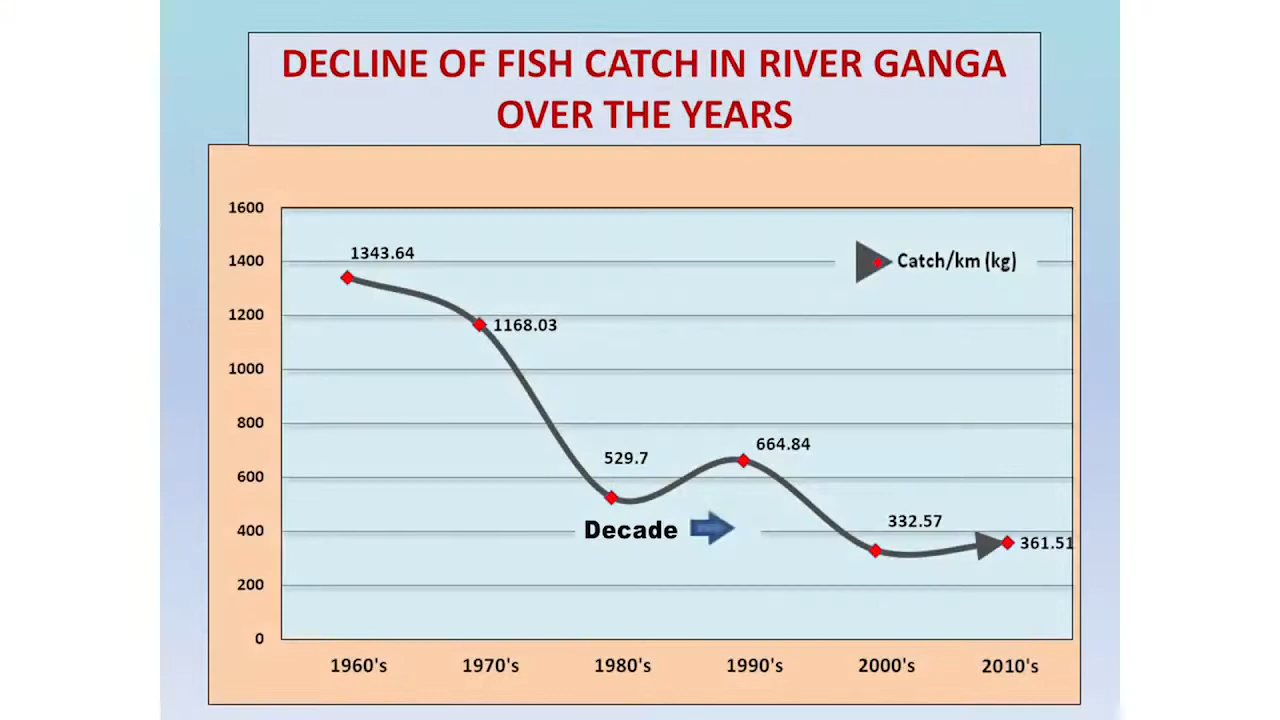 DECLINE OF FISH CATCH IN RIVER GANGA
OVER THE YEARS
1600
1400
1200
1000
800
600
400
200
0
1343.64
1168.03
529.7
664.84
332.57
361.51
Catch/km (kg)
Decade
1960's
1970's
1980's
1990's
2000's
2010's